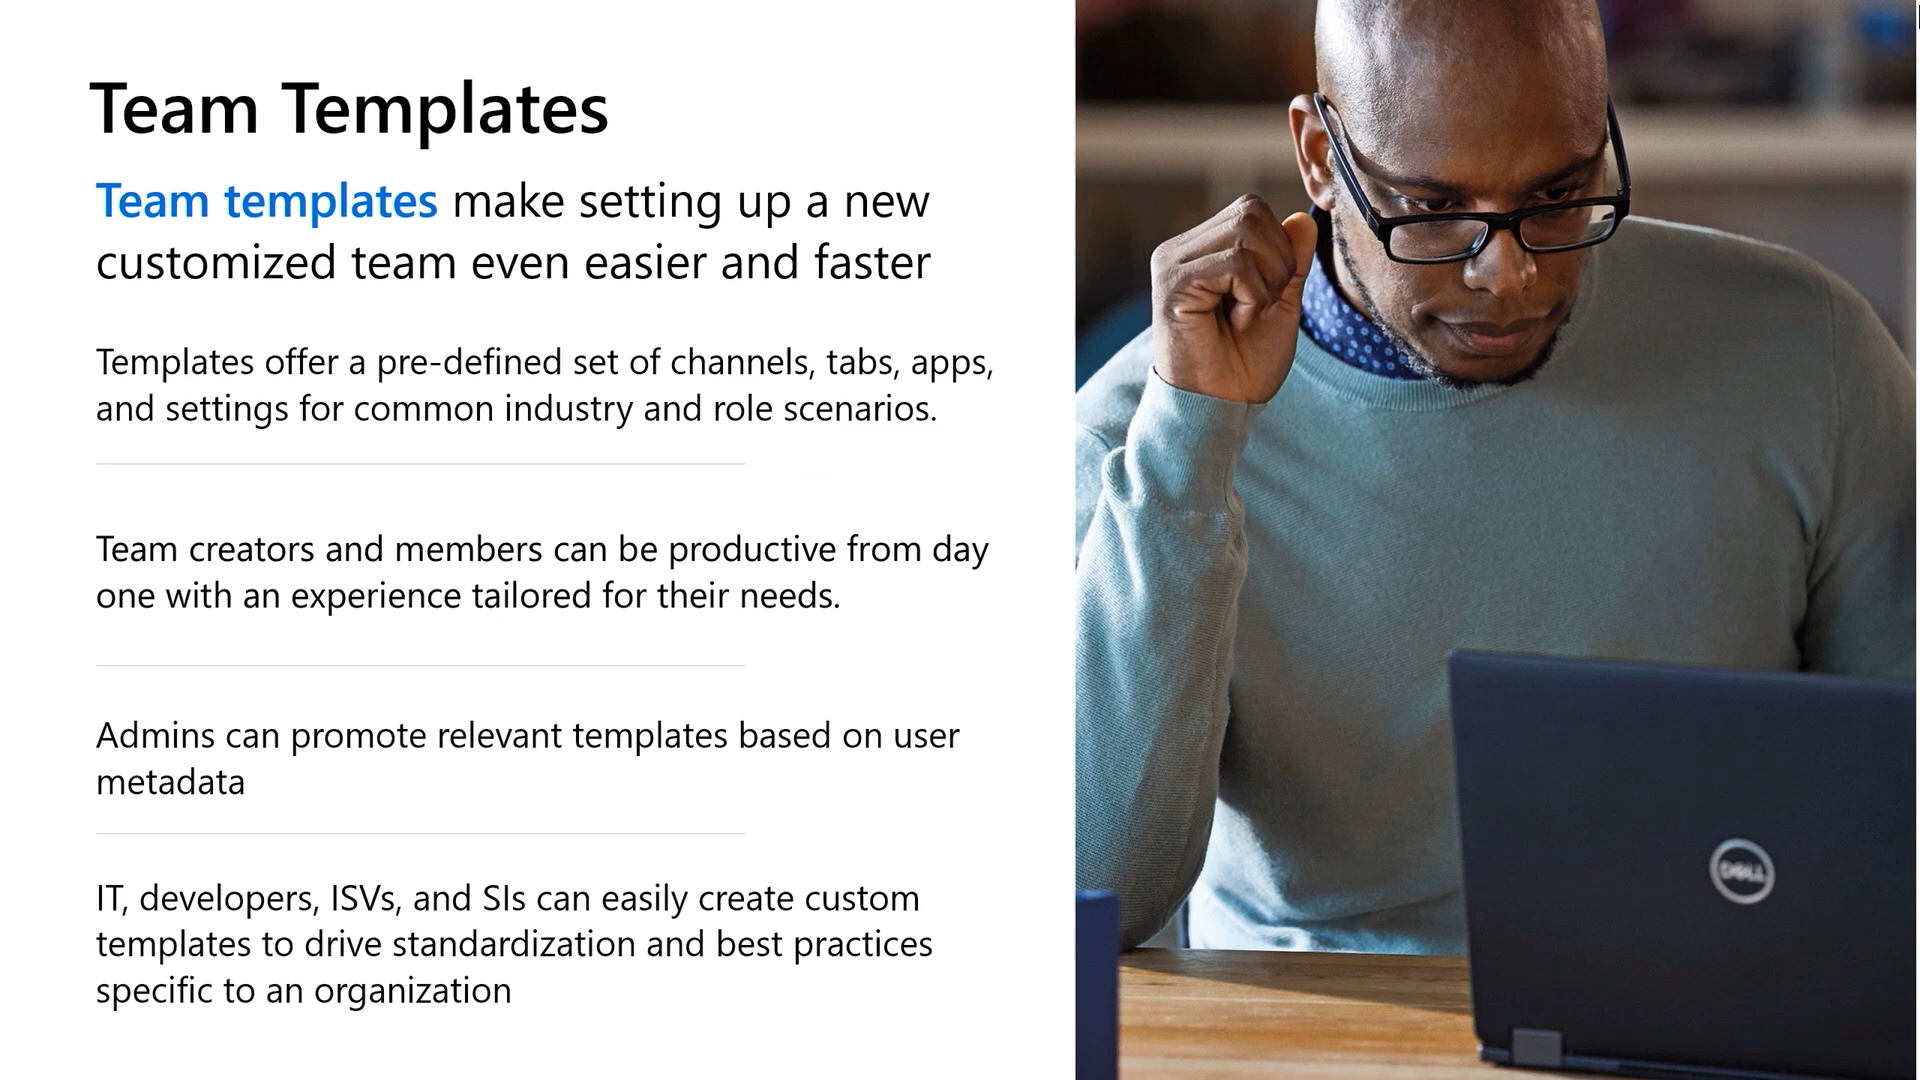 Team Templates
Team templates make setting up a new
customized team even easier and faster
Templates offer a pre-defined set of channels, tabs, apps,
and settings for common industry and role scenarios.
Team creators and members can be productive from day
one with an experience tailored for their needs.
Admins can promote relevant templates based on user
metadata
IT, developers, ISVs, and SIs can easily create custom
templates to drive standardization and best practices
specific to an organization
DELL